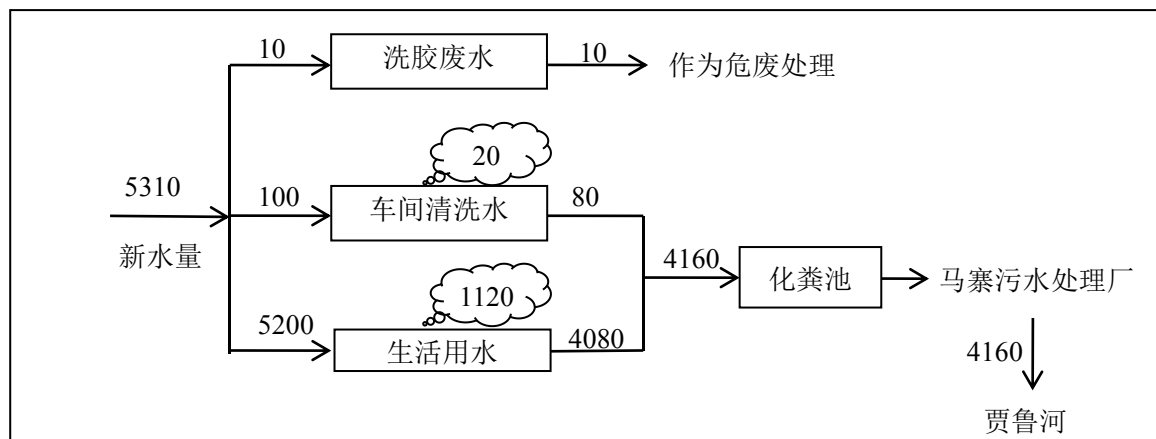 10 洗胶废水 10 作为危废处理
20
5310 100 车间清洗水 80
新水量 4160 化粪池 马寨污水处理厂
1120
5200 生活用水 4080 4160
贾鲁河